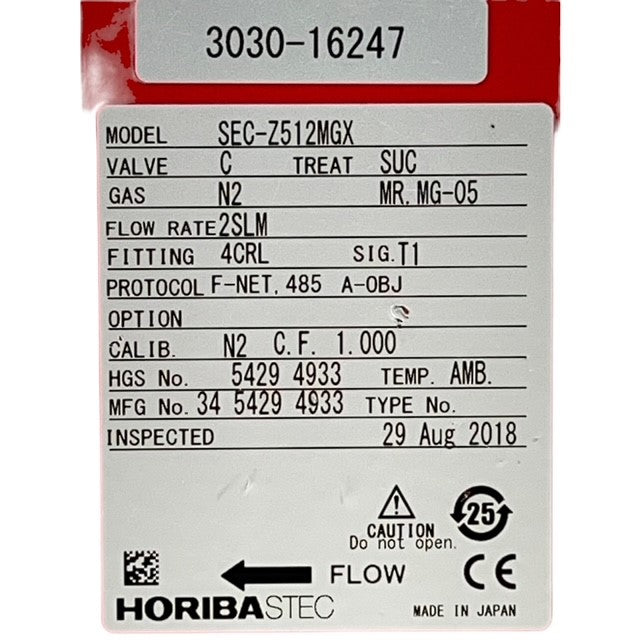 3030-16247
MODEL SEC-Z512MGX
VALVE C TREAT SUC
GAS N2 MR.MG-05
FLOW RATE 2SLM
FITTING 4CRL SIG.T1
PROTOCOL F-NET, 485 A-OBJ
OPTION
CALIB. N2 C.F. 1.000
HGS No. 5429 4933 TEMP. AMB.
MFG No. 34 5429 4933 TYPE No.
INSPECTED 29 Aug 2018
25
CAUTION
Do not open.
FLOW CE
HORIBASTEC MADE IN JAPAN